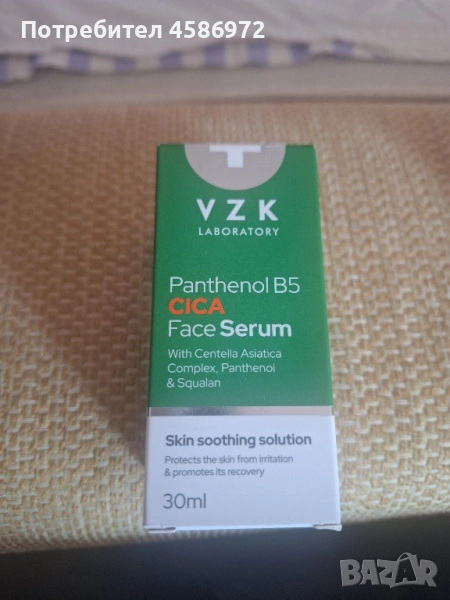 Потребител 4586972
VZK
LABORATORY
Panthenol B5
CICA
Face Serum
With Centella Asiatica
Complex, Panthenol
& Squalan
Skin soothing solution
Protects the skin from irritation
& promotes its recovery
30ml
BAZAR